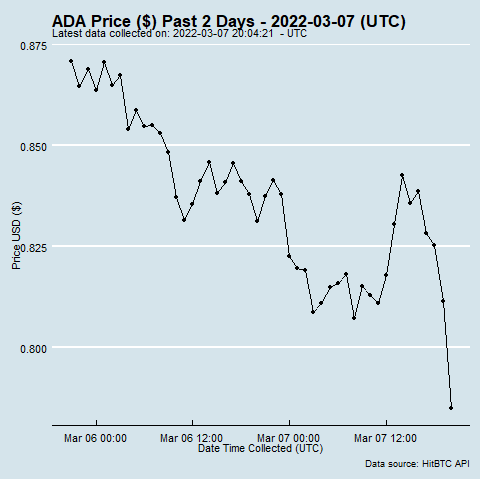 ADA Price ($) Past 2 Days - 2022-03-07 (UTC)
Latest data collected on: 2022-03-07 20:04:21 - UTC
0.875
0.850
0.825
0.800
Price USD ($)
Mar 06 00:00 Mar 06 12:00 Mar 07 00:00 Mar 07 12:00
Date Time Collected (UTC)
Data source: HitBTC API